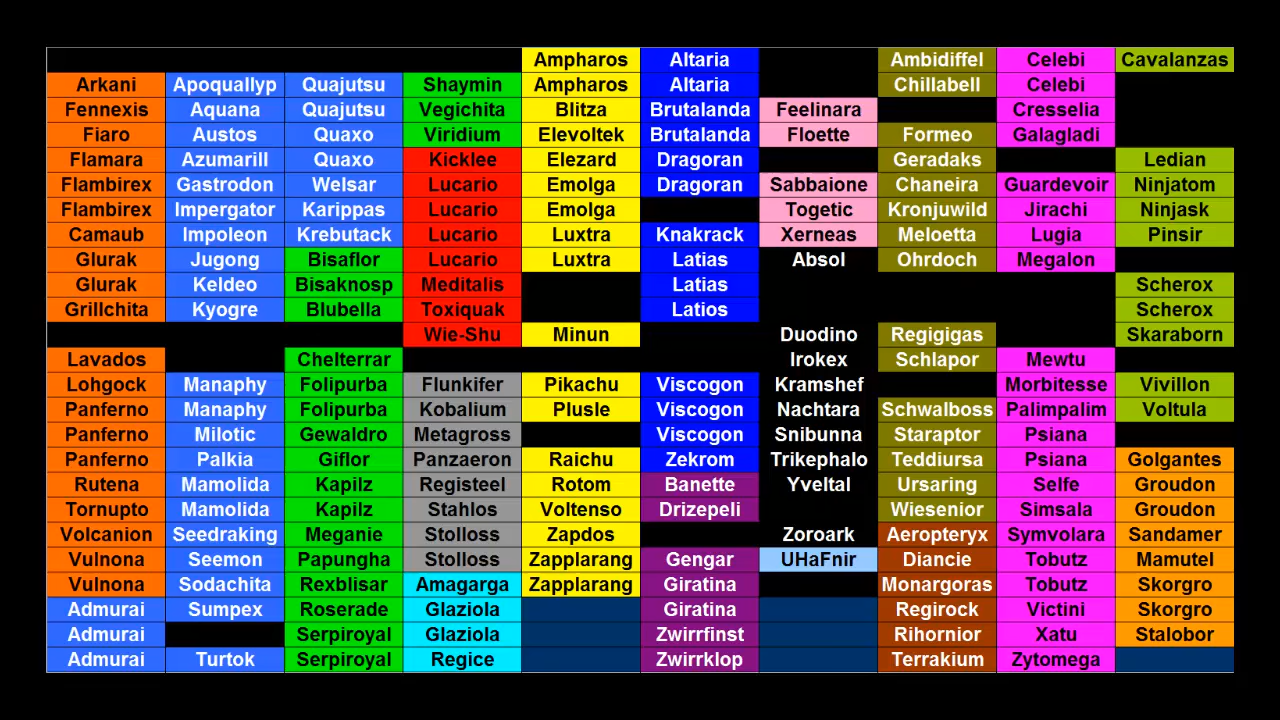 Ampharos Altaria Ambidiffel Celebi Cavalanzas
Arkani Apoquallyp Quajutsu Shaymin Ampharos Altaria Chillabell Celebi
Fennexis Aquana Quajutsu Vegichita Blitza Brutalanda Feelinara Cresselia
Fiaro Austos Quaxo Viridium Elevoltek Brutalanda Floette Formeo Galagladi
Flamara Azumarill Quaxo Kicklee Elezard Dragoran Geradaks Ledian
Flambirex Gastrodon Welsar Lucario Emolga Dragoran Sabbaione Chaneira Guardevoir Ninjatom
Flambirex Impergator Karippas Lucario Emolga Togetic Kronjuwild Jirachi Ninjask
Camaub Impoleon Krebutack Lucario Luxtra Knakrack Xerneas Meloetta Lugia Pinsir
Glurak Jugong Bisaflor Lucario Luxtra Latias Absol Ohrdoch Megalon
Glurak Keldeo Bisaknosp Meditalis Latias Scherox
Grillchita Kyogre Blubella Toxiquak Latios Scherox
Wie-Shu Minun Duodino Regigigas Skaraborn
Lavados Chelterrar Irokex Schlapor Mewtu
Lohgock Manaphy Folipurba Flunkifer Pikachu Viscogon Kramshef Morbitesse Vivillon
Panferno Manaphy Folipurba Kobalium Plusle Viscogon Nachtara Schwalboss Palimpalim Voltula
Panferno Milotic Gewaldro Metagross Viscogon Snibunna Staraptor Psiana
Panferno Palkia Giflor Panzaeron Raichu Zekrom Trikephalo Teddiursa Psiana Golgantes
Rutena Mamolida Kapilz Registeel Rotom Banette Yveltal Ursaring Selfe Groudon
Tornupto Mamolida Kapilz Stahlos Voltenso Drizepeli Wiesenior Simsala Groudon
Volcanion Seedraking Meganie Stolloss Zapdos Zoroark Aeropteryx Symvolara Sandamer
Vulnona Seemon Papungha Stolloss Zapplarang Gengar UHaFnir Diancie Tobutz Mamutel
Vulnona Sodachita Rexblisar Amagarga Zapplarang Giratina Monargoras Tobutz Skorgro
Admurai Sumpex Roserade Glaziola Giratina Regirock Victini Skorgro
Admurai Serpiroyal Glaziola Zwirrfinst Rihornior Xatu Stalobor
Admurai Turtok Serpiroyal Regice Zwirrklop Terrakium Zytomega